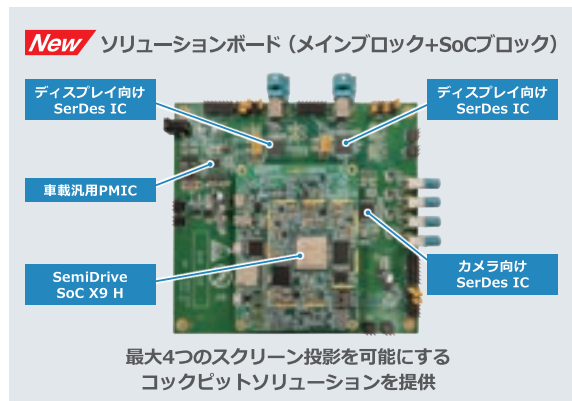 New ソリューションボード（メインブロック+SoCブロック）
ディスプレイ向け
SerDes IC
ディスプレイ向け
SerDes IC
車載汎用PMIC
SemiDrive
SoC X9 H
カメラ向け
SerDes IC
最大4つのスクリーン投影を可能にする
コックピットソリューションを提供